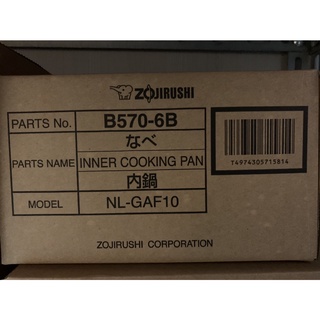 ZOJIRUSHI
PARTS No. B570-6B
なべ
PARTS NAME INNER COOKING PAN
内鍋
MODEL NL-GAF10
T4974305715814
ZOJIRUSHI CORPORATION